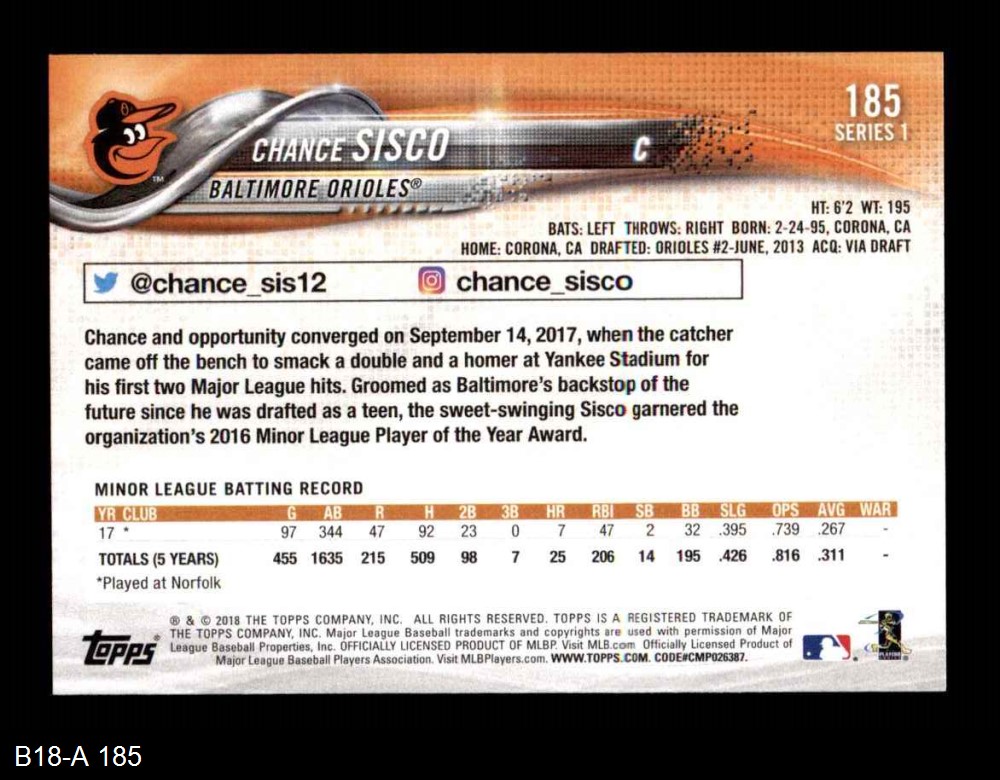 185
SERIES 1
CHANCE SISCO C
BALTIMORE ORIOLES®
TM
HT: 6'2 WT: 195
BATS: LEFT THROWS: RIGHT BORN: 2-24-95, CORONA, CA
HOME: CORONA, CA DRAFTED: ORIOLES #2-JUNE, 2013 ACQ: VIA DRAFT
@chance_sis12 chance_sisco
Chance and opportunity converged on September 14, 2017, when the catcher
came off the bench to smack a double and a homer at Yankee Stadium for
his first two Major League hits. Groomed as Baltimore's backstop of the
future since he was drafted as a teen, the sweet-swinging Sisco garnered the
organization's 2016 Minor League Player of the Year Award.
MINOR LEAGUE BATTING RECORD
YR CLUB G AB R H 2B 3B HR RBI SB BB SLG OPS AVG WAR
17 * 97 344 47 92 23 0 7 47 2 32 .395 .739 .267 -
TOTALS (5 YEARS) 455 1635 215 509 98 7 25 206 14 195 .426 .816 .311 -
*Played at Norfolk
® & © 2018 THE TOPPS COMPANY, INC. ALL RIGHTS RESERVED. TOPPS IS A REGISTERED TRADEMARK OF
THE TOPPS COMPANY, INC. Major League Baseball trademarks and copyrights are used with permission of Major
League Baseball Properties, Inc. OFFICIALLY LICENSED PRODUCT OF MLBP. Visit MLB.com Officially Licensed Product of
Major League Baseball Players Association. Visit MLBPlayers.com. WWW.TOPPS.COM. CODE#CMP026387.
Topps®
B18-A 185